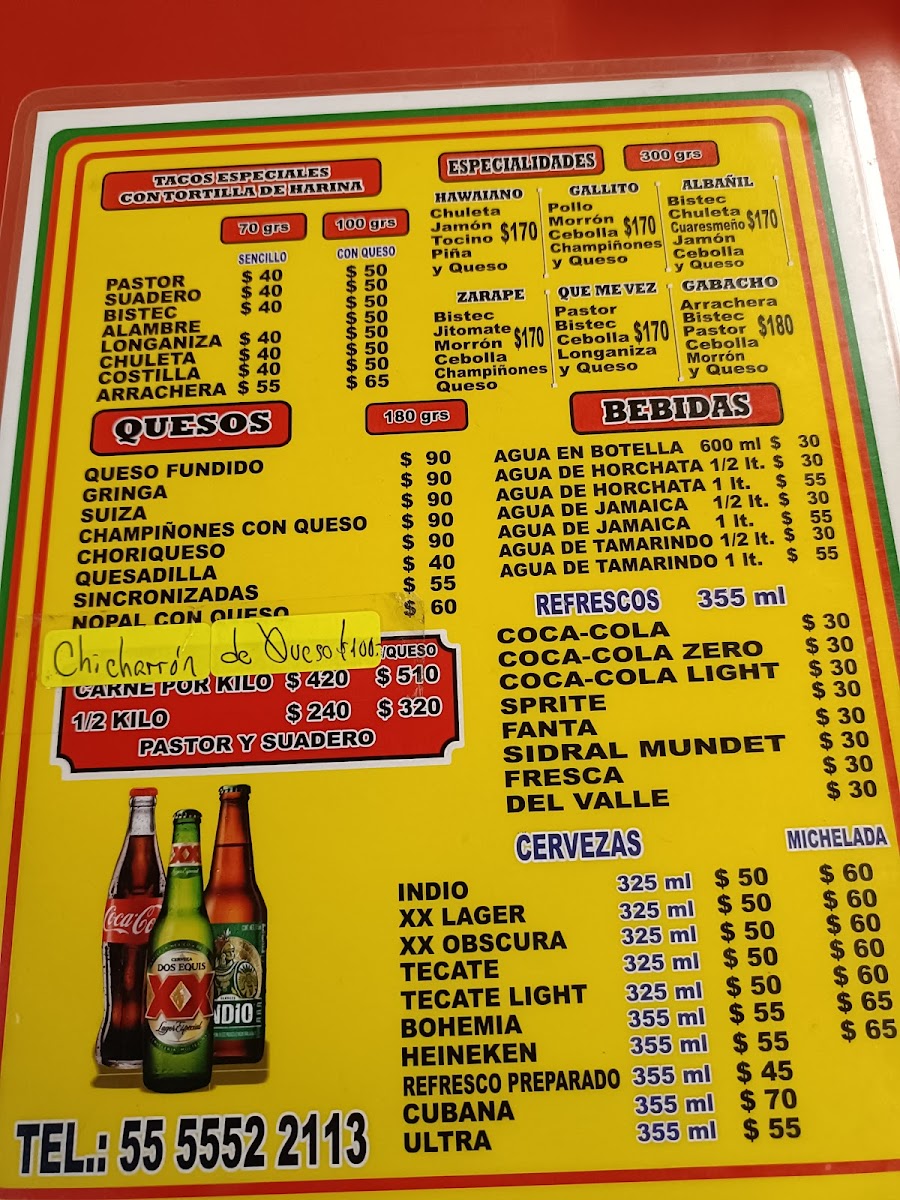 TACOS ESPECIALES
CON TORTILLA DE HARINA
70 grs 100 grs
SENCILLO CON QUESO
PASTOR $ 40 $ 50
SUADERO $ 40 $ 50
BISTEC $ 40 $ 50
ALAMBRE $ 50
LONGANIZA $ 40 $ 50
CHULETA $ 40 $ 50
COSTILLA $ 40 $ 50
ARRACHERA $ 55 $ 65
ESPECIALIDADES 300 grs
HAWAIANO
Chuleta
Jamón
Tocino $170
Piña
y Queso
GALLITO
Pollo
Morrón
Cebolla $170
Champiñones
y Queso
ALBAÑIL
Bistec
Chuleta
Cuaresmeño $170
Jamón
Cebolla
y Queso
ZARAPE
Bistec
Jitomate
Morrón $170
Cebolla
Champiñones
Queso
QUE ME VEZ
Pastor
Bistec
Cebolla $170
Longaniza
y Queso
GABACHO
Arrachera
Bistec
Pastor $180
Cebolla
Morrón
y Queso
QUESOS 180 grs
QUESO FUNDIDO $ 90
GRINGA $ 90
SUIZA $ 90
CHAMPIÑONES CON QUESO $ 90
CHORIQUESO $ 90
QUESADILLA $ 40
SINCRONIZADAS $ 55
NOPAL CON QUESO $ 60
Chicharrón de Queso $100
/QUESO
CARNE POR KILO $ 420 $ 510
1/2 KILO $ 240 $ 320
PASTOR Y SUADERO
BEBIDAS
AGUA EN BOTELLA 600 ml $ 30
AGUA DE HORCHATA 1/2 lt. $ 30
AGUA DE HORCHATA 1 lt. $ 55
AGUA DE JAMAICA 1/2 lt. $ 30
AGUA DE JAMAICA 1 lt. $ 55
AGUA DE TAMARINDO 1/2 lt. $ 30
AGUA DE TAMARINDO 1 lt. $ 55
REFRESCOS 355 ml
COCA-COLA $ 30
COCA-COLA ZERO $ 30
COCA-COLA LIGHT $ 30
SPRITE $ 30
FANTA $ 30
SIDRAL MUNDET $ 30
FRESCA $ 30
DEL VALLE $ 30
CERVEZAS MICHELADA
INDIO 325 ml $ 50 $ 60
XX LAGER 325 ml $ 50 $ 60
XX OBSCURA 325 ml $ 50 $ 60
TECATE 325 ml $ 50 $ 60
TECATE LIGHT 325 ml $ 50 $ 60
BOHEMIA 355 ml $ 55 $ 65
HEINEKEN 355 ml $ 55 $ 65
REFRESCO PREPARADO 355 ml $ 45
CUBANA 355 ml $ 70
ULTRA 355 ml $ 55
Coca-Co
XX
CERVEZA
DOS EQUIS
XX
Lager Especial
NDIO
TEL.: 55 5552 2113